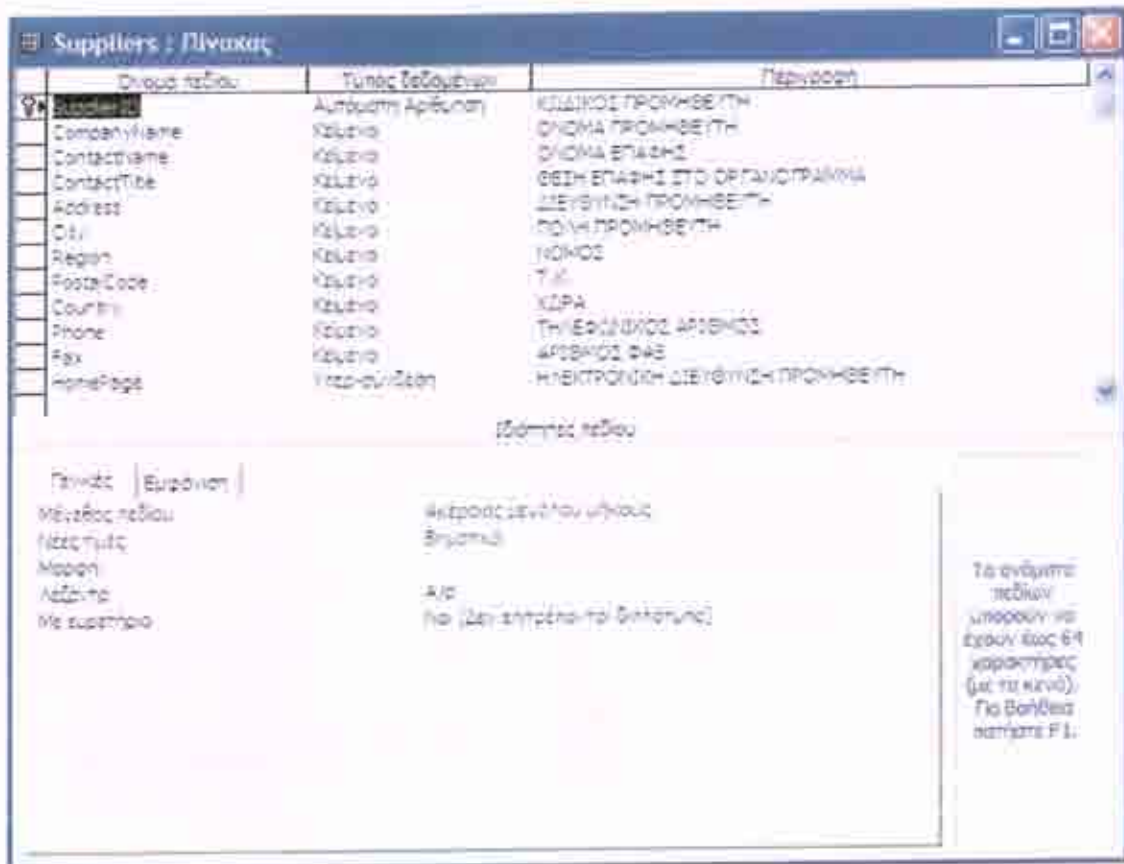 Suppliers : Πίνακας
Όνομα πεδίου Τύπος δεδομένων Περιγραφή
SupplierID Αυτόματη Αρίθμηση ΚΩΔΙΚΟΣ ΠΡΟΜΗΘΕΥΤΗ
CompanyName Κείμενο ΟΝΟΜΑ ΠΡΟΜΗΘΕΥΤΗ
ContactName Κείμενο ΟΝΟΜΑ ΕΠΑΦΗΣ
ContactTitle Κείμενο ΘΕΣΗ ΕΠΑΦΗΣ ΣΤΟ ΟΡΓΑΝΟΓΡΑΜΜΑ
Address Κείμενο ΔΙΕΥΘΥΝΣΗ ΠΡΟΜΗΘΕΥΤΗ
City Κείμενο ΠΟΛΗ ΠΡΟΜΗΘΕΥΤΗ
Region Κείμενο ΝΟΜΟΣ
PostalCode Κείμενο Τ.Κ.
Country Κείμενο ΧΩΡΑ
Phone Κείμενο ΤΗΛΕΦΩΝΙΚΟΣ ΑΡΙΘΜΟΣ
Fax Κείμενο ΑΡΙΘΜΟΣ ΦΑΞ
HomePage Υπερ-σύνδεση ΗΛΕΚΤΡΟΝΙΚΗ ΔΙΕΥΘΥΝΣΗ ΠΡΟΜΗΘΕΥΤΗ
Ιδιότητες πεδίου
Γενικές Εμφάνιση
Μέγεθος πεδίου Ακέραιος μεγάλου μήκους
Νέες τιμές Βηματικά
Μορφή
Λεζάντα Α/α
Με ευρετήριο Ναι (Δεν επιτρέπονται διπλότυπα)
Τα ονόματα
πεδίων
μπορούν να
έχουν έως 64
χαρακτήρες
(με τα κενά).
Για βοήθεια
πατήστε F1.